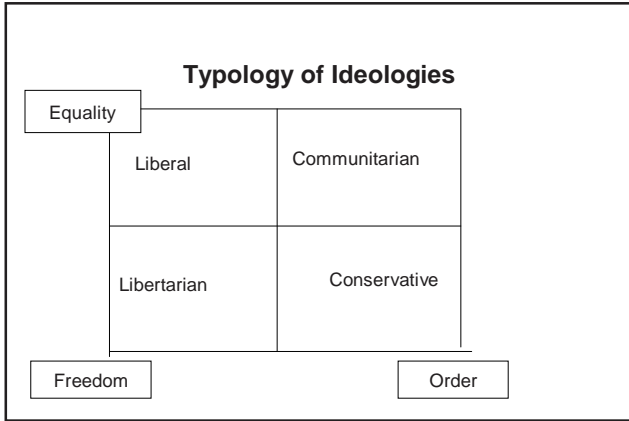 Typology of Ideologies
Equality
Liberal
Communitarian
Libertarian
Conservative
Freedom
Order